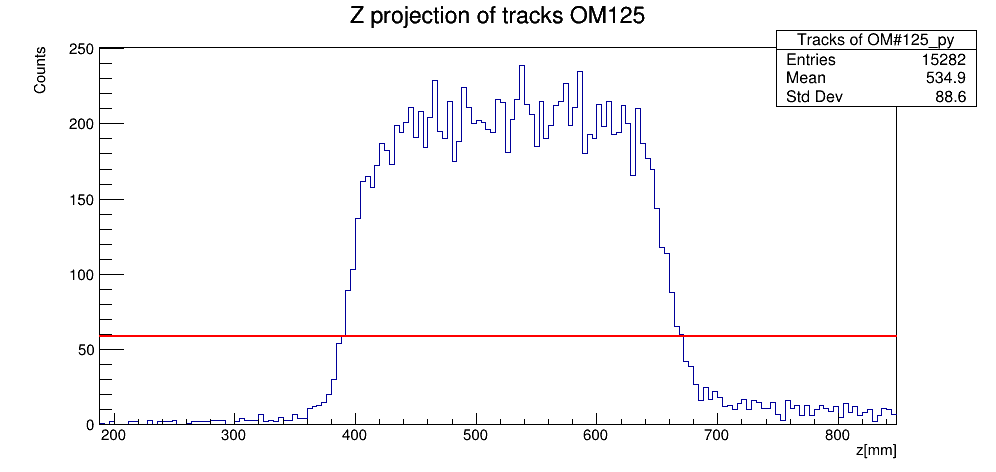 Z projection of tracks OM125
Tracks of OM#125_py
Entries 15282
Mean 534.9
Std Dev 88.6
Counts
250
200
150
100
50
0
200 300 400 500 600 700 800
z[mm]